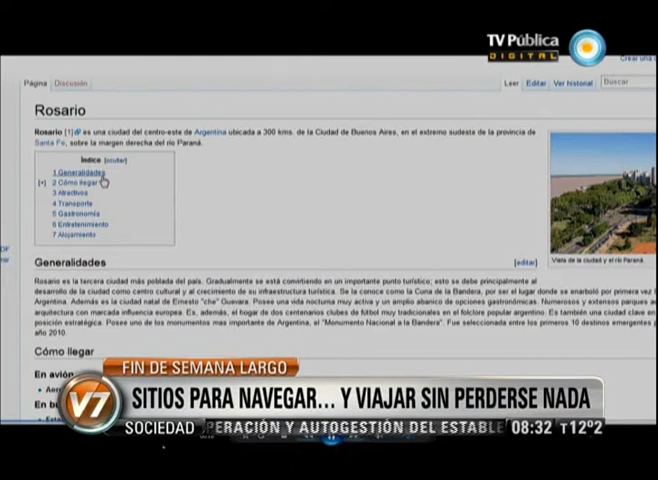 TV Pública
DIGITAL
Crear una
Página
Discusión
Leer
Editar
Ver historial
Buscar
Rosario
Rosario [1] es una ciudad del centro-este de Argentina ubicada a 300 kms. de la Ciudad de Buenos Aires, en el extremo sudeste de la provincia de
Santa Fe, sobre la margen derecha del río Paraná.
Índice [ocultar]
1 Generalidades
[+] 2 Cómo llegar
3 Atractivos
4 Transporte
5 Gastronomía
6 Entretenimiento
7 Alojamiento
Vista de la ciudad y el río Paraná
Generalidades
[editar]
Rosario es la tercera ciudad más poblada del país. Gradualmente se está convirtiendo en un importante punto turístico; esto se debe principalmente al
desarrollo de la ciudad como centro cultural y al crecimiento de su infraestructura turística. Se la conoce como la Cuna de la Bandera, por ser el lugar donde se enarboló por primera vez
Argentina. Además es la ciudad natal de Ernesto "che" Guevara. Posee una vida nocturna muy activa y un amplio abanico de opciones gastronómicas. Numerosos y extensos parques
arquitectura con marcada influencia europea. Es, además, el hogar de dos centenarios clubes de fútbol muy tradicionales en el folclore popular argentino. Es también una ciudad clave en
posición estratégica. Posee uno de los monumentos mas importante de Argentina, el "Monumento Nacional a la Bandera". Fue seleccionada entre los primeros 10 destinos emergentes
año 2010.
Cómo llegar
En avión
FIN DE SEMANA LARGO
V7
SITIOS PARA NAVEGAR... Y VIAJAR SIN PERDERSE NADA
SOCIEDAD
PERACIÓN Y AUTOGESTIÓN DEL ESTABLE
08:32 T12°2